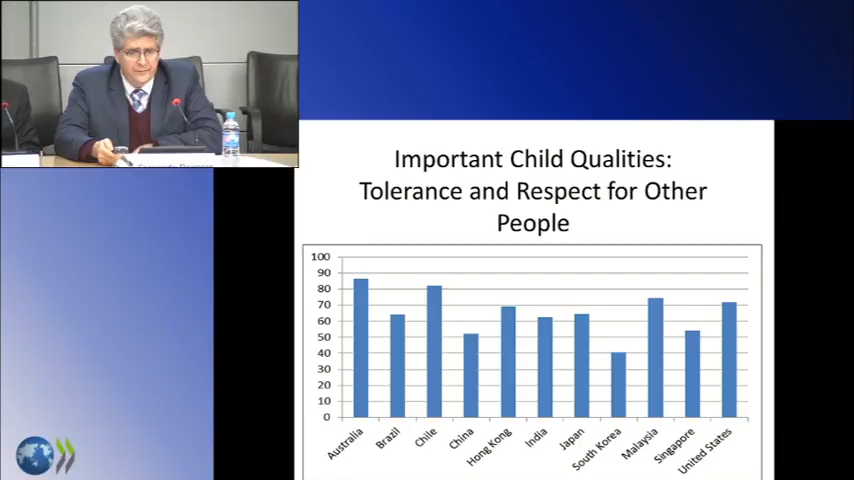 Important Child Qualities:
Tolerance and Respect for Other
People
100
90
80
70
60
50
40
30
20
10
0
Australia
Brazil
Chile
China
Hong Kong
India
Japan
South Korea
Malaysia
Singapore
United States